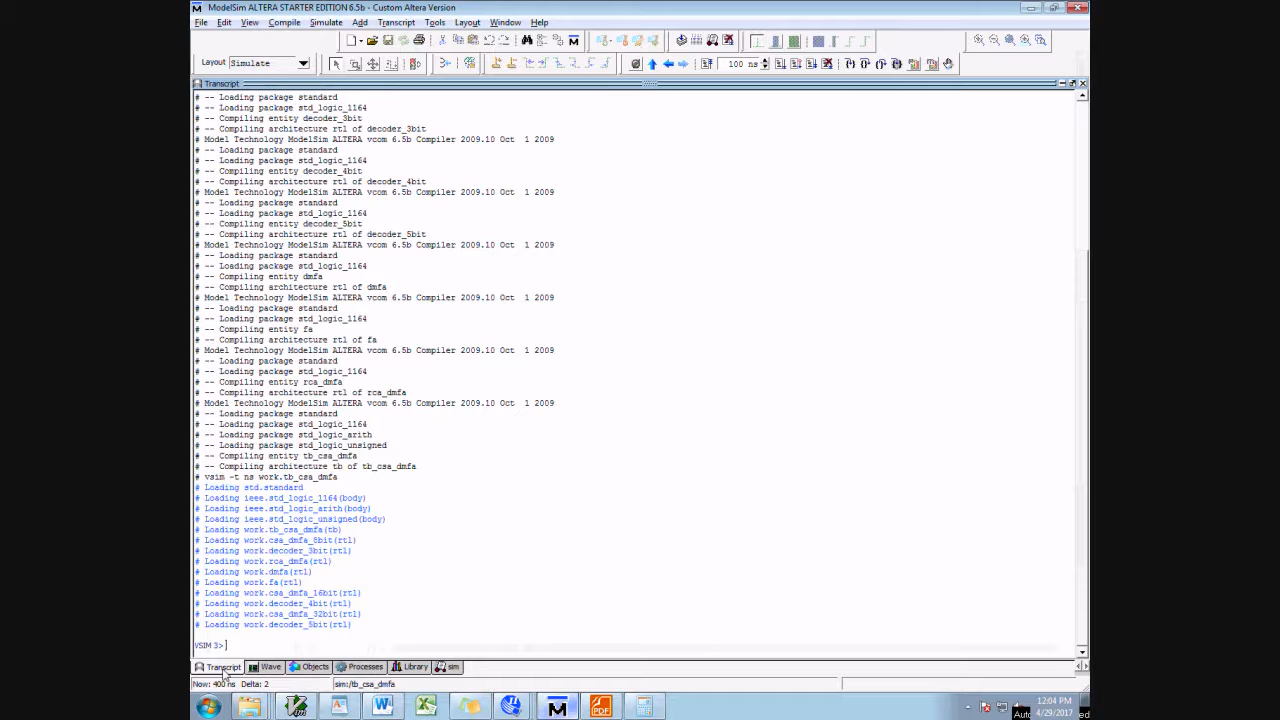 ModelSim ALTERA STARTER EDITION 6.5b - Custom Altera Version
File Edit View Compile Simulate Add Transcript Tools Layout Window Help
Layout Simulate
100 ns
Transcript
# -- Loading package standard
# -- Loading package std_logic_1164
# -- Compiling entity decoder_3bit
# -- Compiling architecture rtl of decoder_3bit
# Model Technology ModelSim ALTERA vcom 6.5b Compiler 2009.10 Oct  1 2009
# -- Loading package standard
# -- Loading package std_logic_1164
# -- Compiling entity decoder_4bit
# -- Compiling architecture rtl of decoder_4bit
# Model Technology ModelSim ALTERA vcom 6.5b Compiler 2009.10 Oct  1 2009
# -- Loading package standard
# -- Loading package std_logic_1164
# -- Compiling entity decoder_5bit
# -- Compiling architecture rtl of decoder_5bit
# Model Technology ModelSim ALTERA vcom 6.5b Compiler 2009.10 Oct  1 2009
# -- Loading package standard
# -- Loading package std_logic_1164
# -- Compiling entity dmfa
# -- Compiling architecture rtl of dmfa
# Model Technology ModelSim ALTERA vcom 6.5b Compiler 2009.10 Oct  1 2009
# -- Loading package standard
# -- Loading package std_logic_1164
# -- Compiling entity fa
# -- Compiling architecture rtl of fa
# Model Technology ModelSim ALTERA vcom 6.5b Compiler 2009.10 Oct  1 2009
# -- Loading package standard
# -- Loading package std_logic_1164
# -- Compiling entity rca_dmfa
# -- Compiling architecture rtl of rca_dmfa
# Model Technology ModelSim ALTERA vcom 6.5b Compiler 2009.10 Oct  1 2009
# -- Loading package standard
# -- Loading package std_logic_1164
# -- Loading package std_logic_arith
# -- Loading package std_logic_unsigned
# -- Compiling entity tb_csa_dmfa
# -- Compiling architecture tb of tb_csa_dmfa
# vsim -t ns work.tb_csa_dmfa
# Loading std.standard
# Loading ieee.std_logic_1164(body)
# Loading ieee.std_logic_arith(body)
# Loading ieee.std_logic_unsigned(body)
# Loading work.tb_csa_dmfa(tb)
# Loading work.csa_dmfa_8bit(rtl)
# Loading work.decoder_3bit(rtl)
# Loading work.rca_dmfa(rtl)
# Loading work.dmfa(rtl)
# Loading work.fa(rtl)
# Loading work.csa_dmfa_16bit(rtl)
# Loading work.decoder_4bit(rtl)
# Loading work.csa_dmfa_32bit(rtl)
# Loading work.decoder_5bit(rtl)
VSIM 3>
Transcript Wave Objects Processes Library sim
Now: 400 ns Delta: 2 sim:/tb_csa_dmfa
12:04 PM
4/29/2017